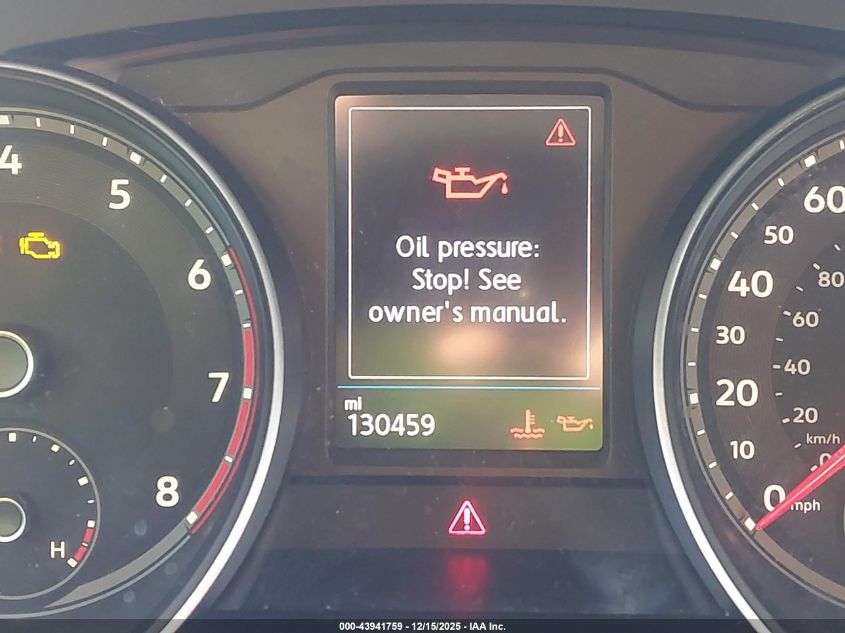 4
5
6
7
8
H
Oil pressure:
Stop! See
owner's manual.
mi
130459
60
50
40
30
20
10
0 mph
80
60
40
20
km/h
0
000-43941759 - 12/15/2025 - IAA Inc.